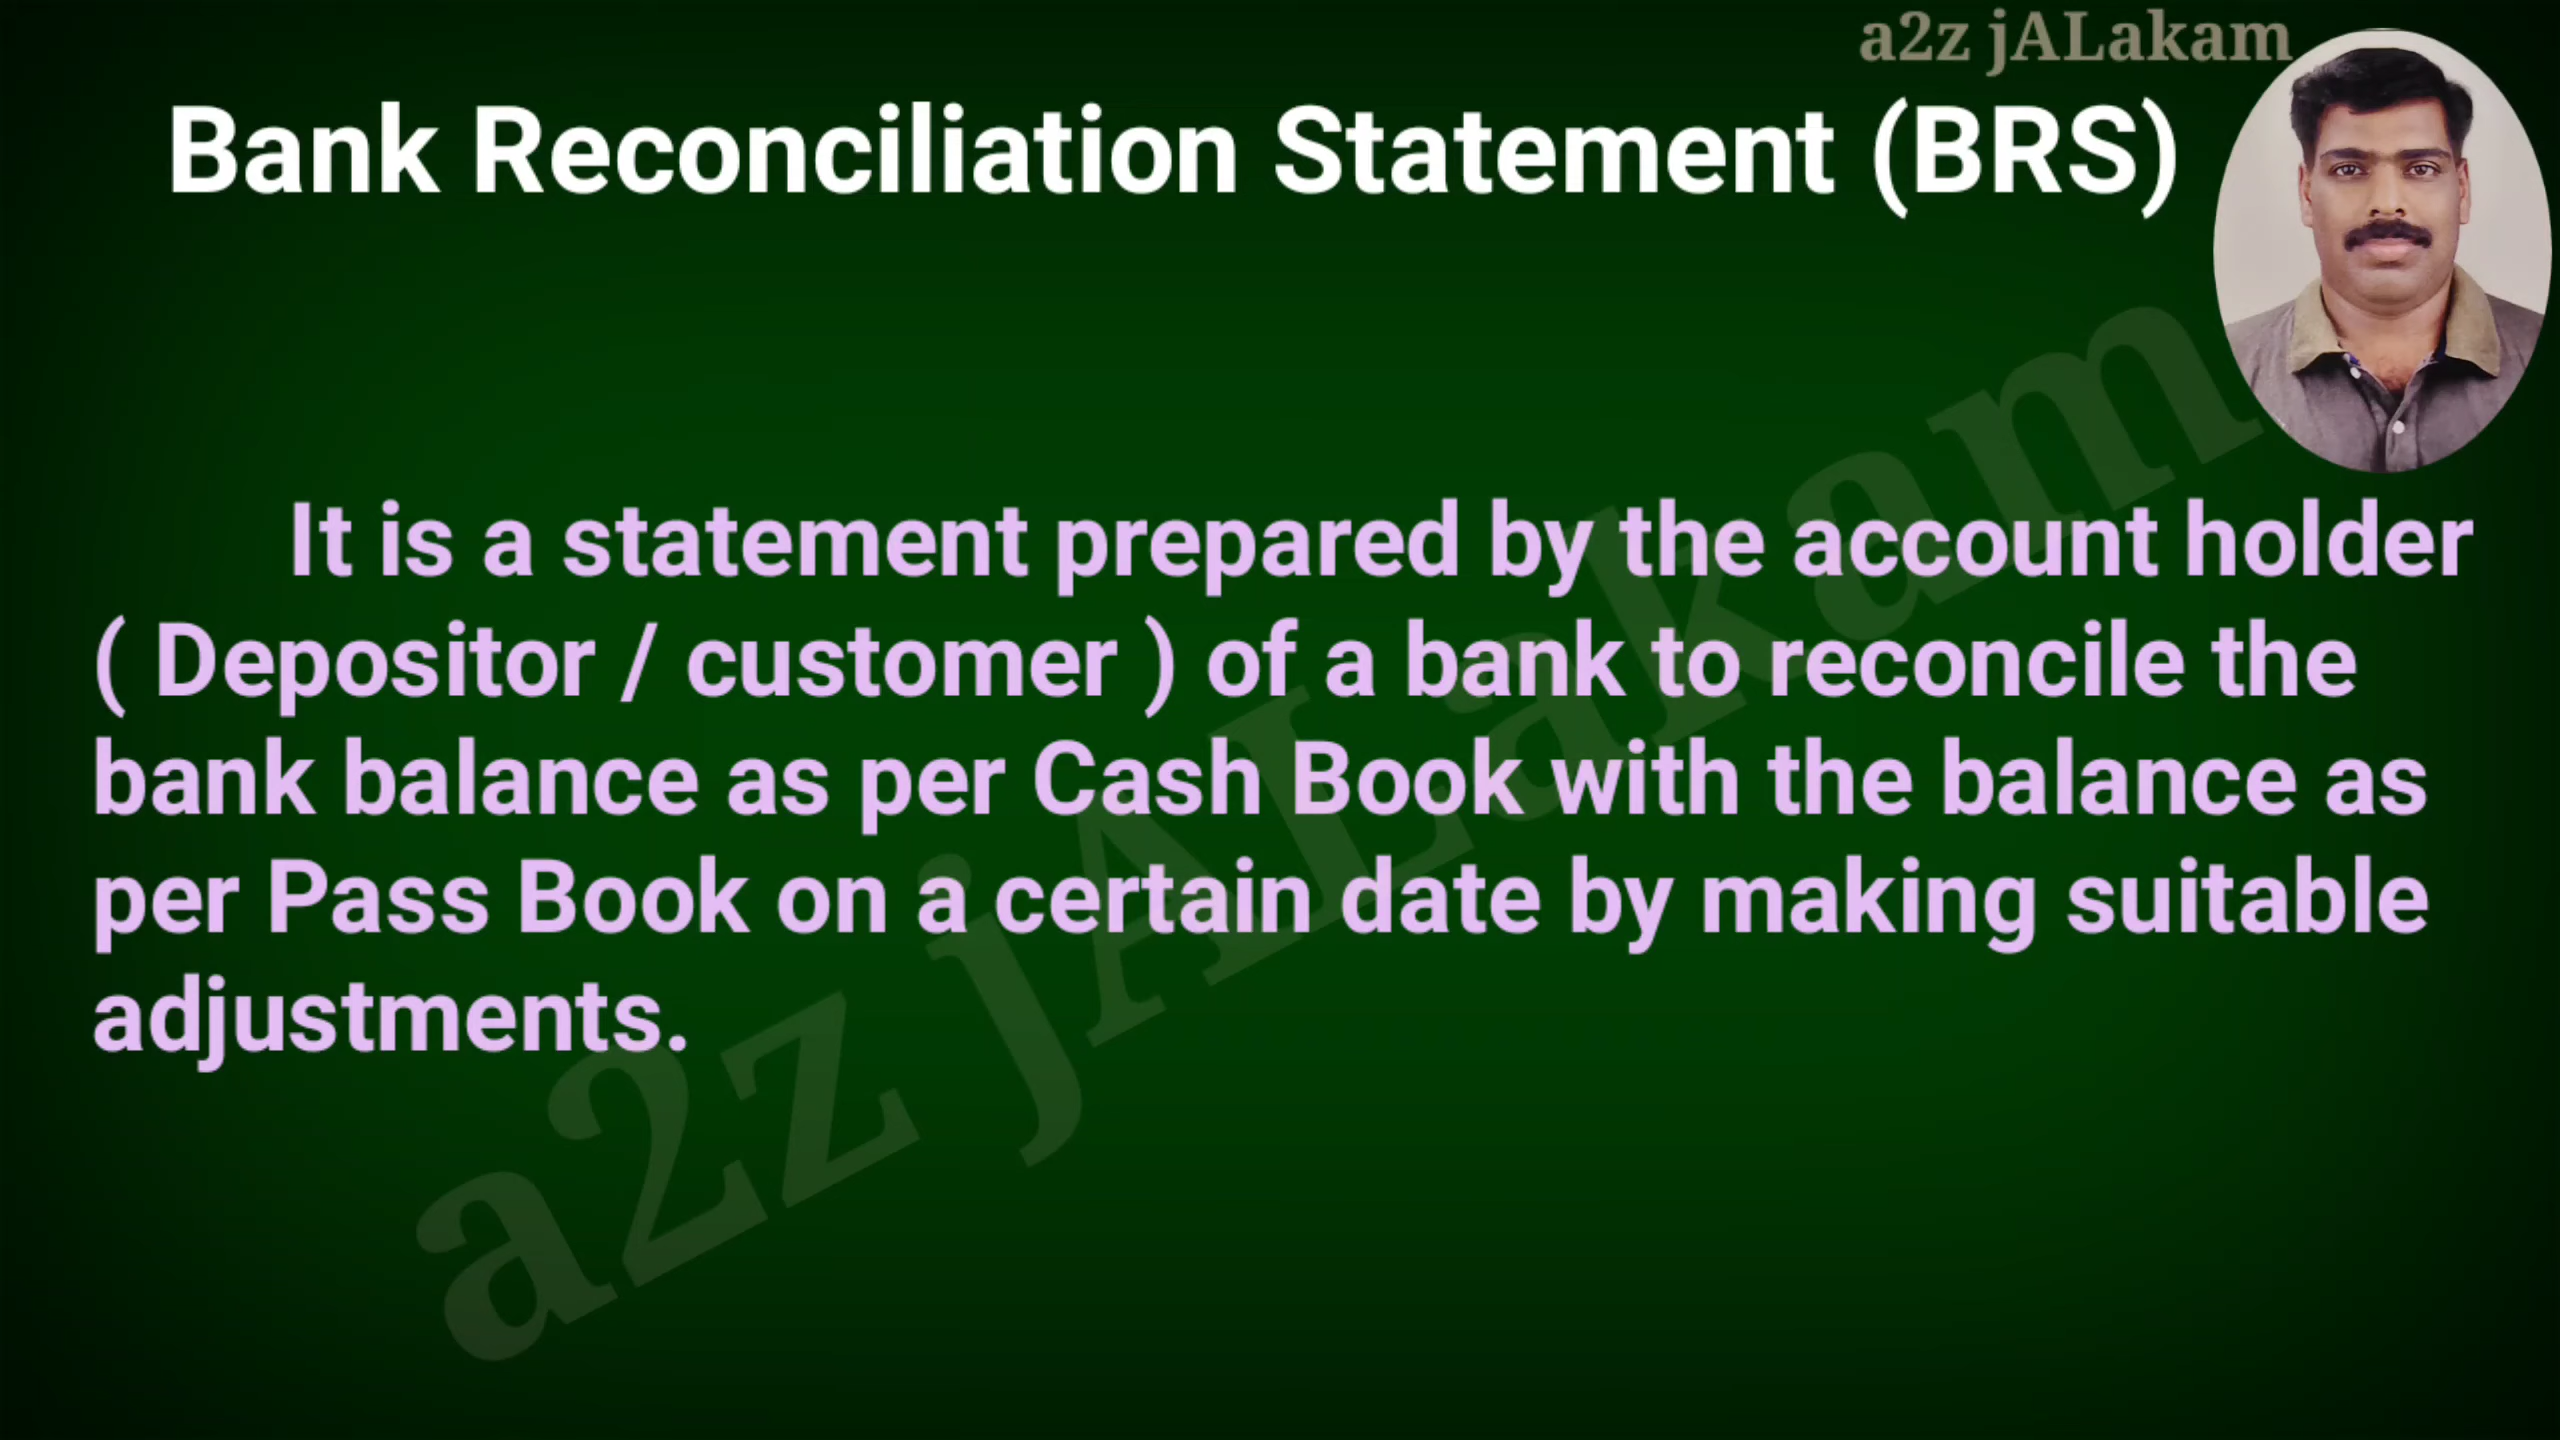 a2z jALakam
Bank Reconciliation Statement (BRS)
It is a statement prepared by the account holder
( Depositor / customer ) of a bank to reconcile the
bank balance as per Cash Book with the balance as
per Pass Book on a certain date by making suitable
adjustments.
a2z jALakam